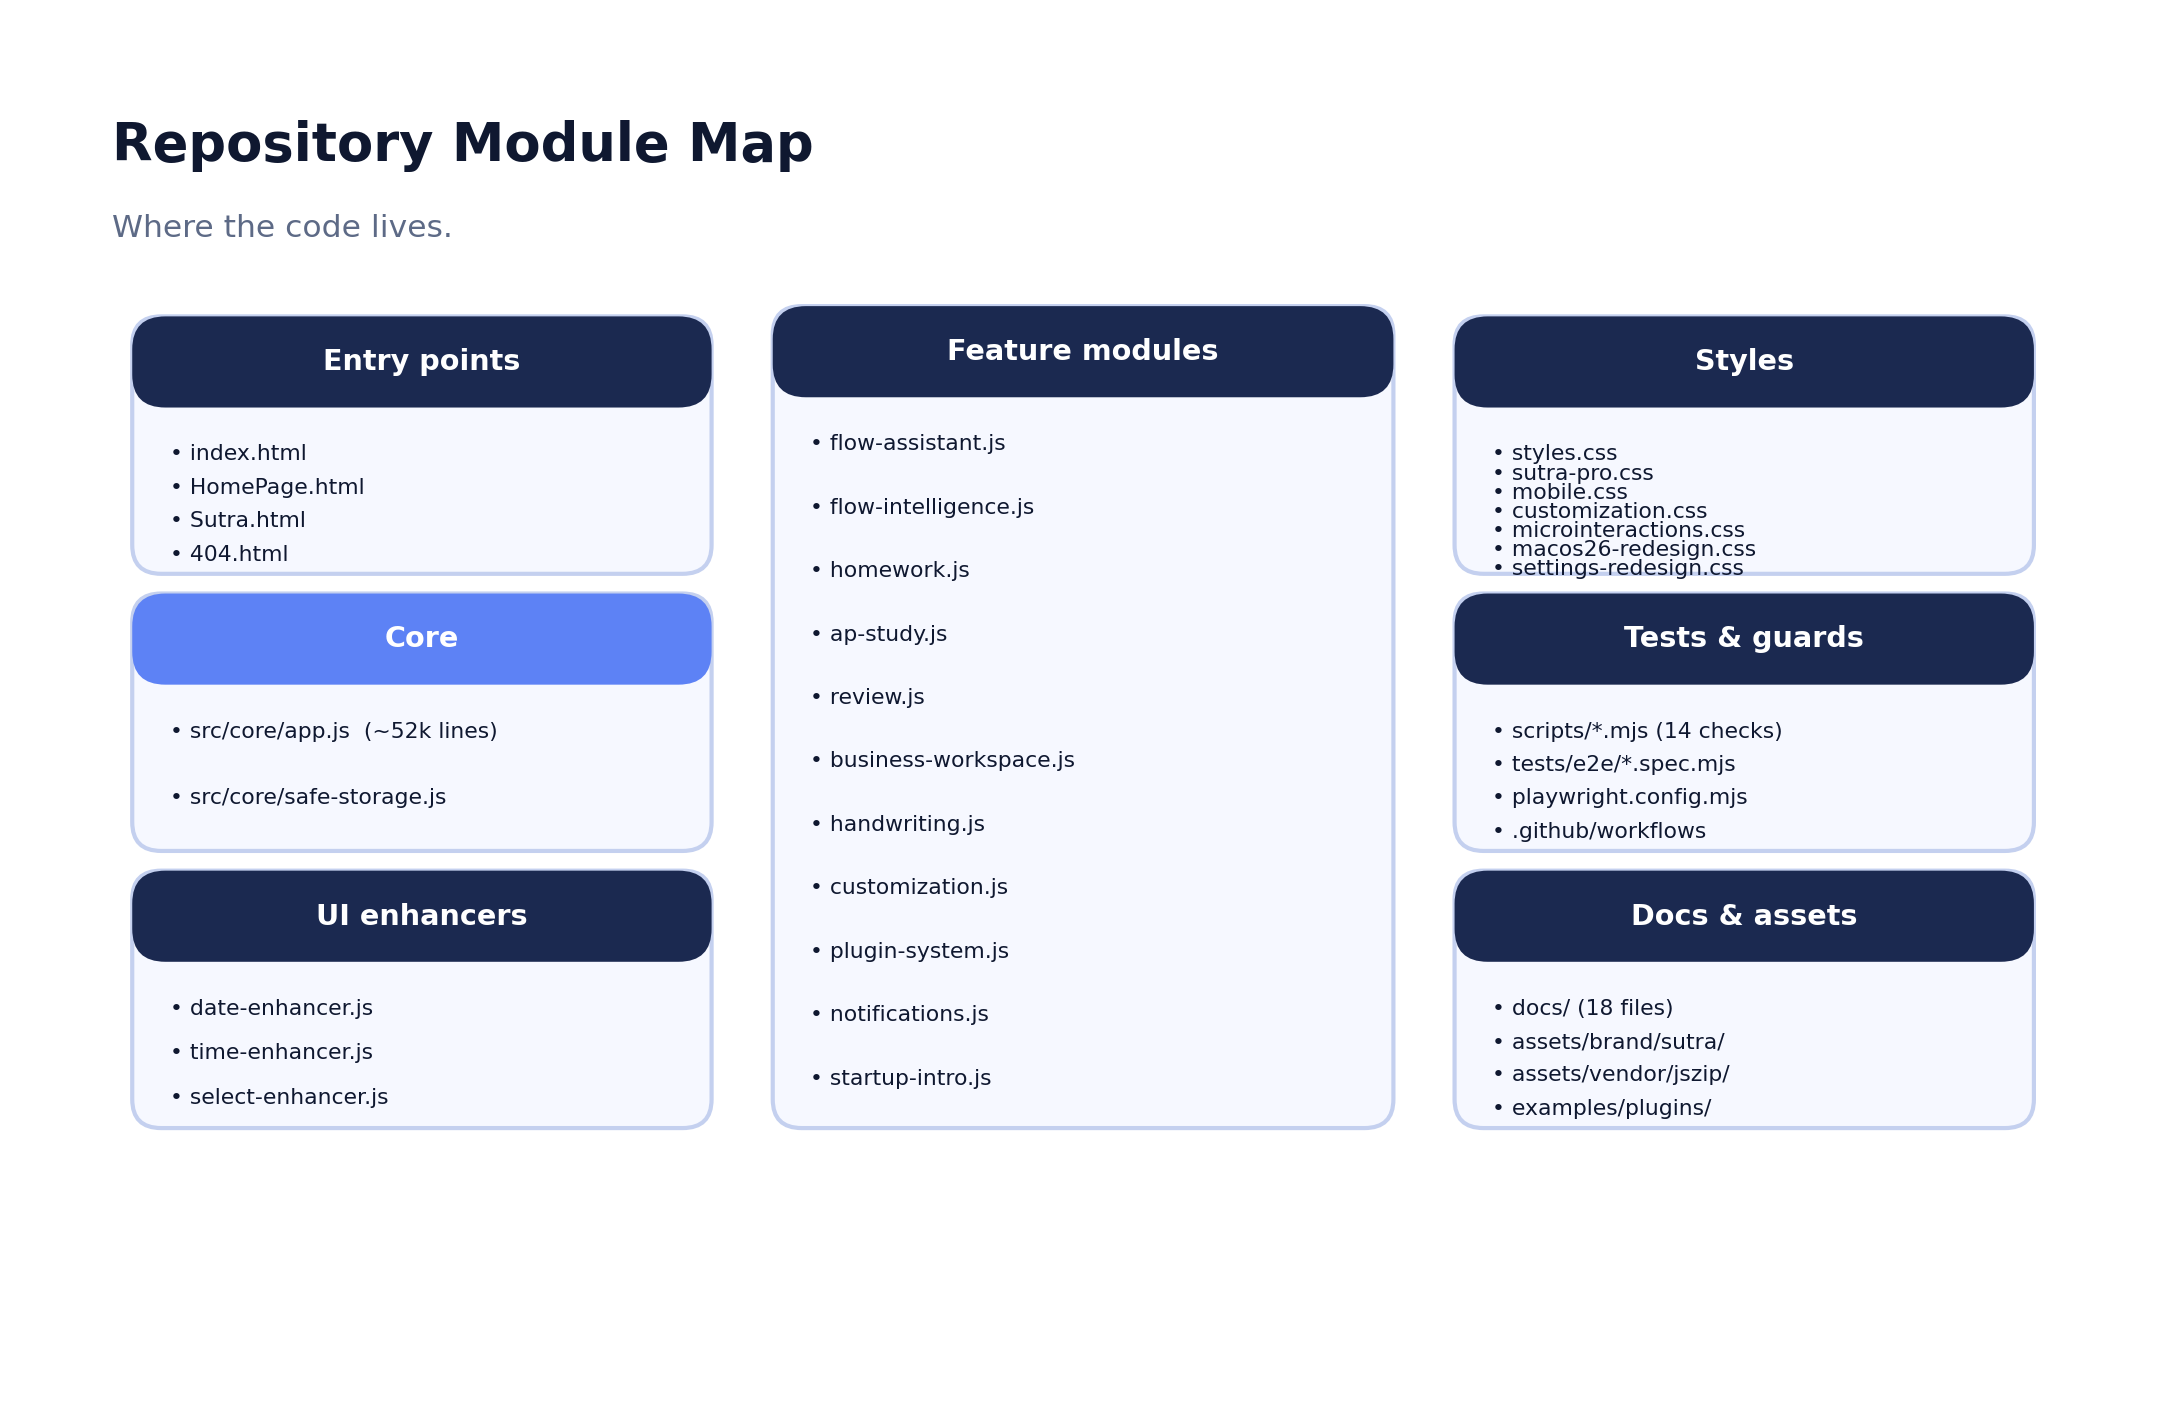 Repository Module Map
Where the code lives.
Entry points
• index.html
• HomePage.html
• Sutra.html
• 404.html
Core
• src/core/app.js  (~52k lines)
• src/core/safe-storage.js
UI enhancers
• date-enhancer.js
• time-enhancer.js
• select-enhancer.js
Feature modules
• flow-assistant.js
• flow-intelligence.js
• homework.js
• ap-study.js
• review.js
• business-workspace.js
• handwriting.js
• customization.js
• plugin-system.js
• notifications.js
• startup-intro.js
Styles
• styles.css
• sutra-pro.css
• mobile.css
• customization.css
• microinteractions.css
• macos26-redesign.css
• settings-redesign.css
Tests & guards
• scripts/*.mjs (14 checks)
• tests/e2e/*.spec.mjs
• playwright.config.mjs
• .github/workflows
Docs & assets
• docs/ (18 files)
• assets/brand/sutra/
• assets/vendor/jszip/
• examples/plugins/